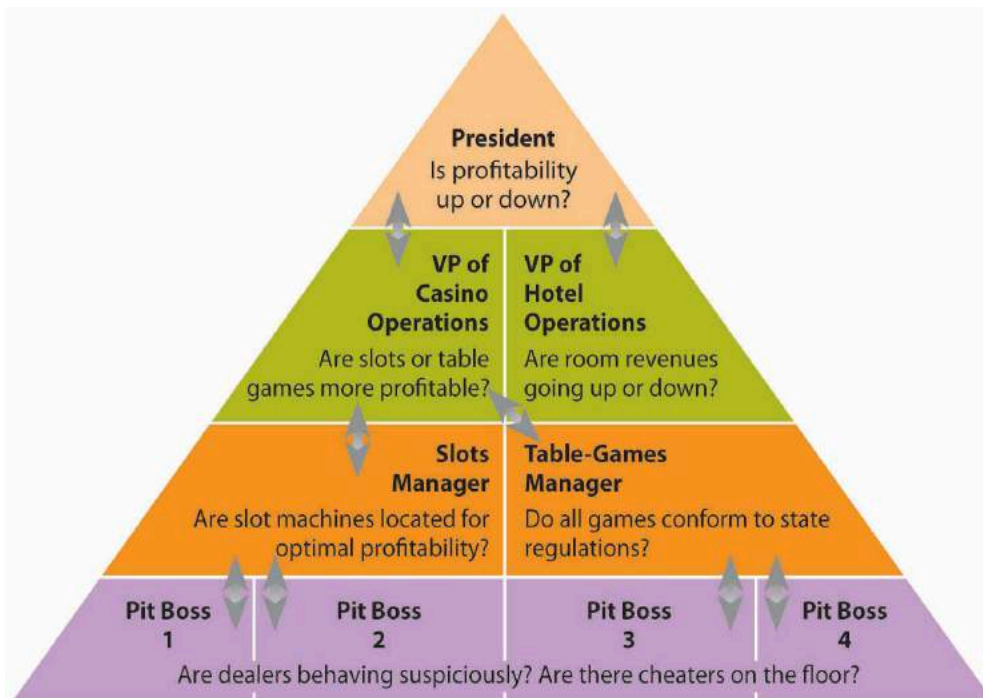 President
Is profitability
up or down?
VP of
Casino
Operations
Are slots or table
games more profitable?
VP of
Hotel
Operations
Are room revenues
going up or down?
Slots
Manager
Are slot machines located for
optimal profitability?
Table-Games
Manager
Do all games conform to state
regulations?
Pit Boss
1
Pit Boss
2
Pit Boss
3
Pit Boss
4
Are dealers behaving suspiciously? Are there cheaters on the floor?